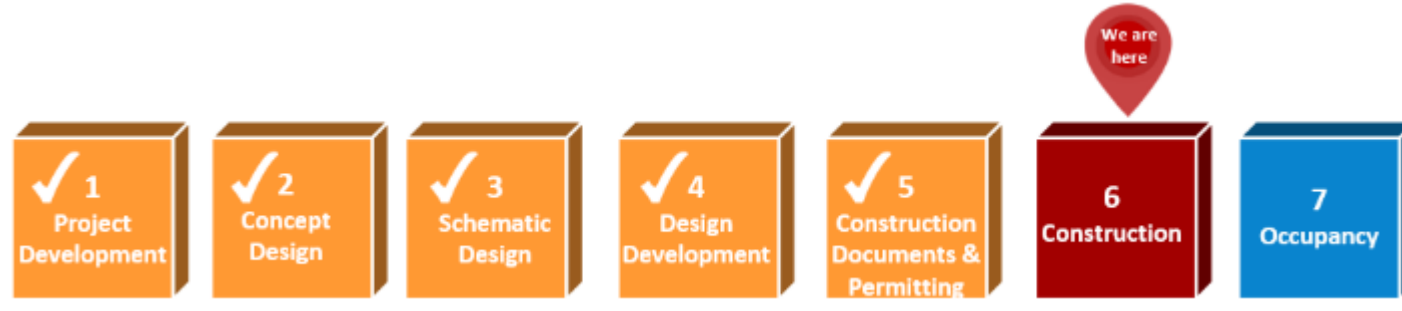 We are
here
1
Project
Development
2
Concept
Design
3
Schematic
Design
4
Design
Development
5
Construction
Documents &
Permitting
6
Construction
7
Occupancy